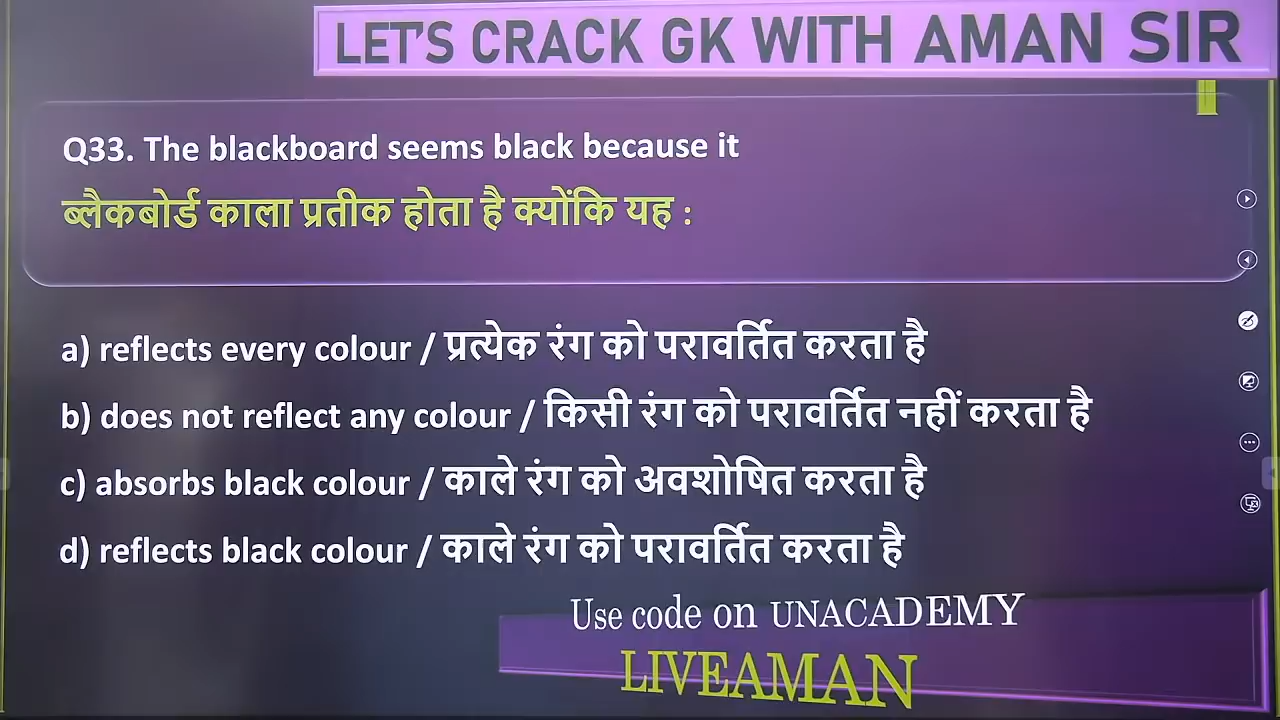 LET'S CRACK GK WITH AMAN SIR
Q33. The blackboard seems black because it
ब्लैकबोर्ड काला प्रतीक होता है क्योंकि यह :
a) reflects every colour / प्रत्येक रंग को परावर्तित करता है
b) does not reflect any colour / किसी रंग को परावर्तित नहीं करता है
c) absorbs black colour / काले रंग को अवशोषित करता है
d) reflects black colour / काले रंग को परावर्तित करता है
Use code on UNACADEMY
LIVEAMAN